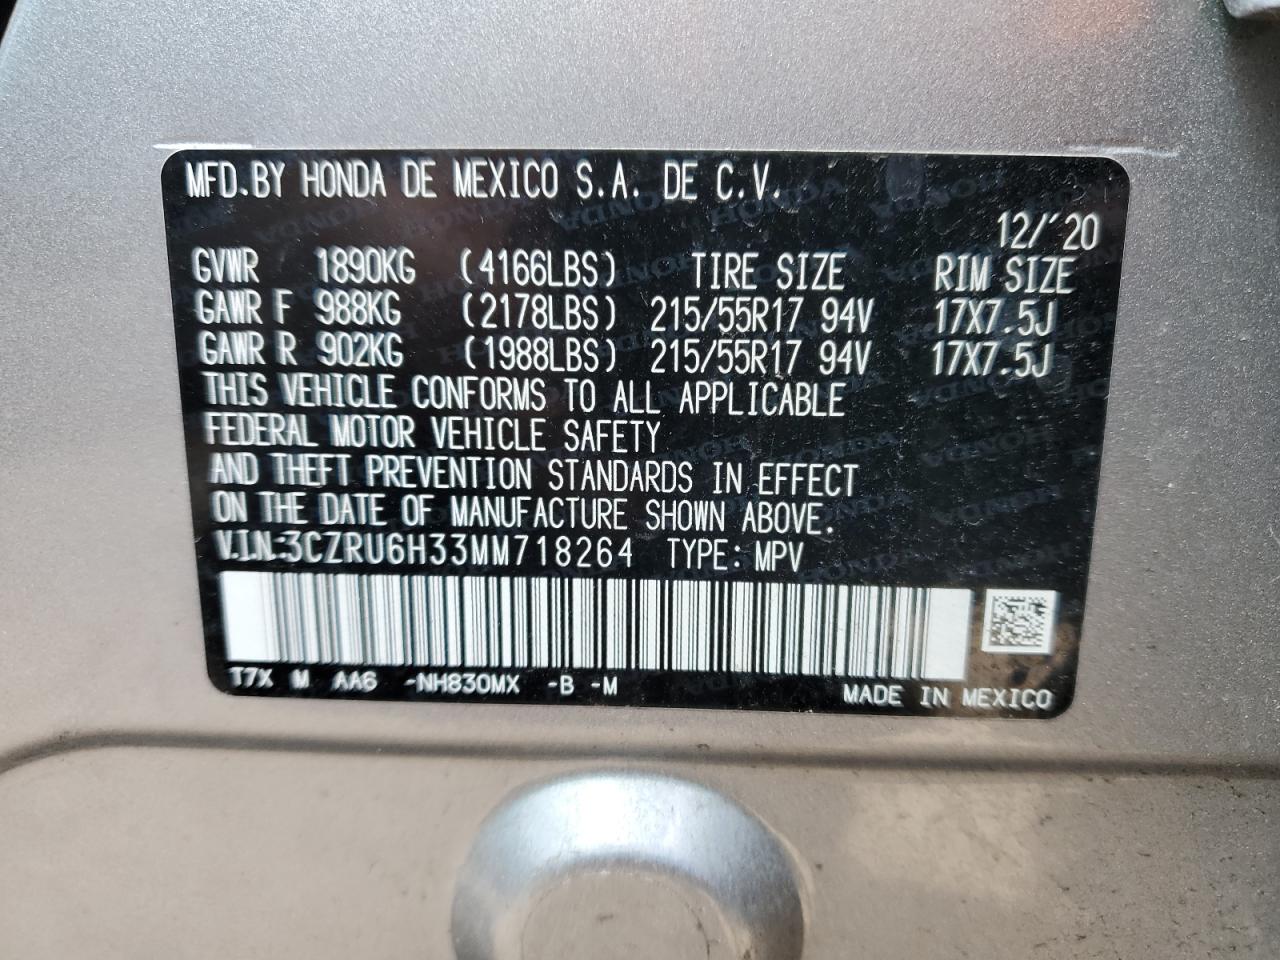 MFD.BY HONDA DE MEXICO S.A. DE C.V.
12/'20
GVWR 1890KG (4166LBS) TIRE SIZE RIM SIZE
GAWR F 988KG (2178LBS) 215/55R17 94V 17X7.5J
GAWR R 902KG (1988LBS) 215/55R17 94V 17X7.5J
THIS VEHICLE CONFORMS TO ALL APPLICABLE
FEDERAL MOTOR VEHICLE SAFETY
AND THEFT PREVENTION STANDARDS IN EFFECT
ON THE DATE OF MANUFACTURE SHOWN ABOVE.
V.I.N:3CZRU6H33MM718264 TYPE: MPV
T7X M AA6 -NH830MX -B -M
MADE IN MEXICO